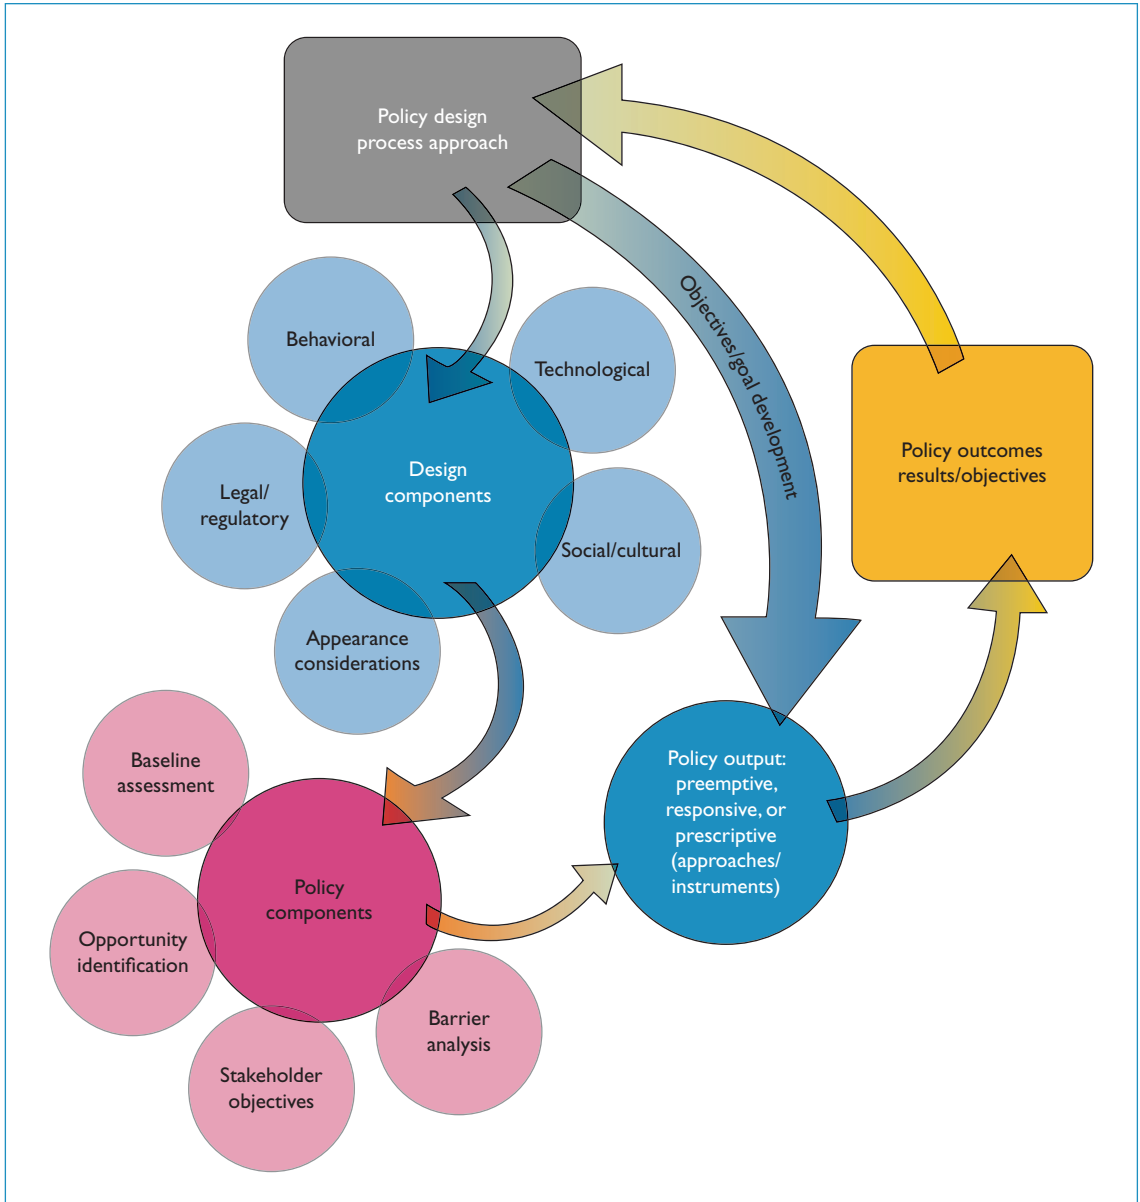 Policy design
process approach
Objectives/goal development
Behavioral
Technological
Design
components
Legal/
regulatory
Social/cultural
Appearance
considerations
Policy outcomes
results/objectives
Baseline
assessment
Policy output:
preemptive,
responsive, or
prescriptive
(approaches/
instruments)
Policy
components
Opportunity
identification
Barrier
analysis
Stakeholder
objectives